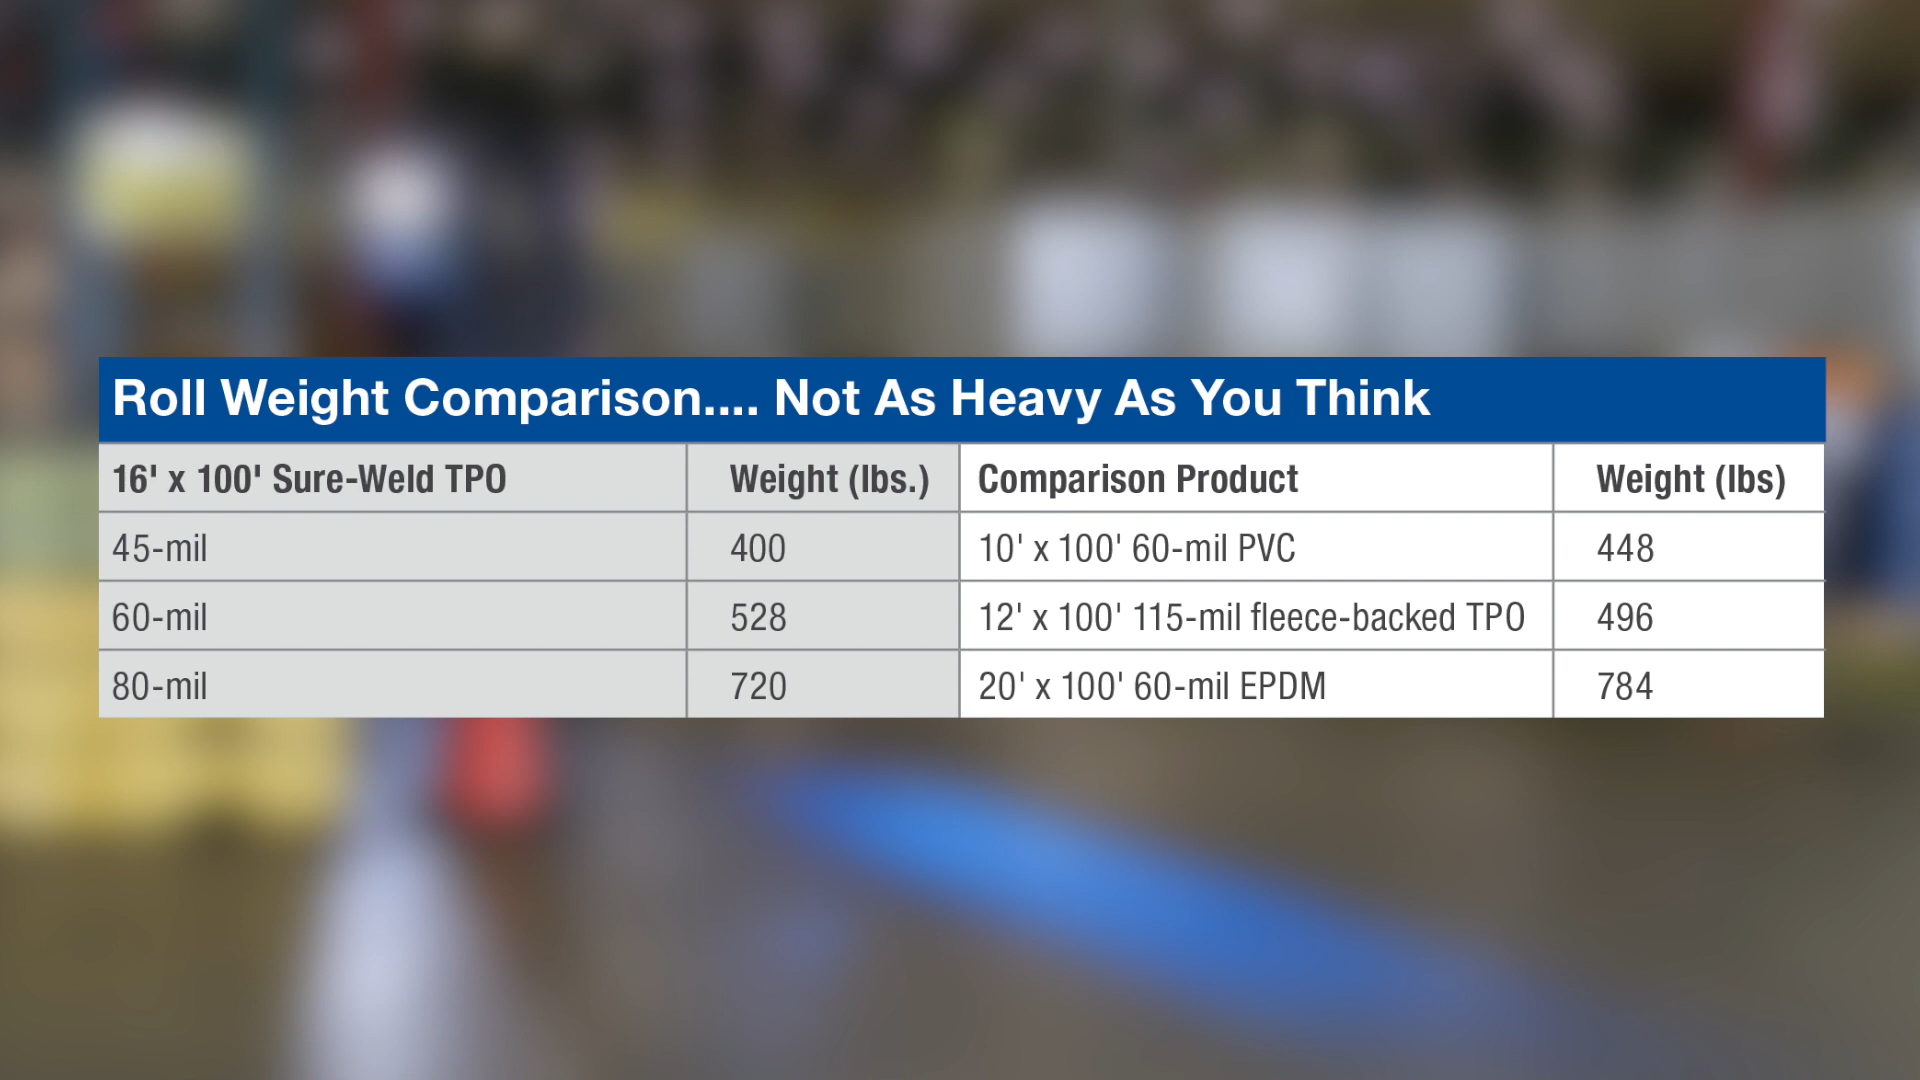 Roll Weight Comparison.... Not As Heavy As You Think
16' x 100' Sure-Weld TPO Weight (lbs.) Comparison Product Weight (lbs)
45-mil 400 10' x 100' 60-mil PVC 448
60-mil 528 12' x 100' 115-mil fleece-backed TPO 496
80-mil 720 20' x 100' 60-mil EPDM 784